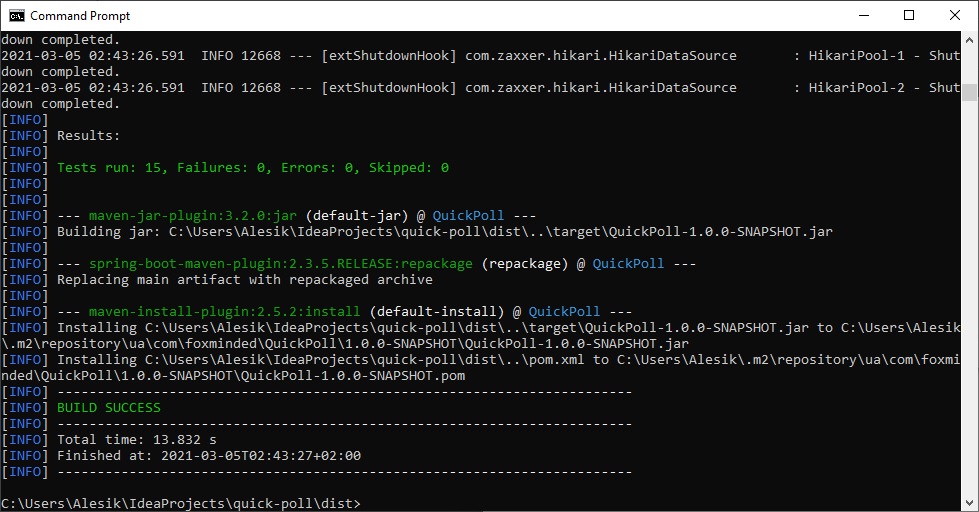 Command Prompt
down completed.
2021-03-05 02:43:26.591  INFO 12668 --- [extShutdownHook] com.zaxxer.hikari.HikariDataSource       : HikariPool-1 - Shut
down completed.
2021-03-05 02:43:26.591  INFO 12668 --- [extShutdownHook] com.zaxxer.hikari.HikariDataSource       : HikariPool-2 - Shut
down completed.
[INFO]
[INFO] Results:
[INFO]
[INFO] Tests run: 15, Failures: 0, Errors: 0, Skipped: 0
[INFO]
[INFO]
[INFO] --- maven-jar-plugin:3.2.0:jar (default-jar) @ QuickPoll ---
[INFO] Building jar: C:\Users\Alesik\IdeaProjects\quick-poll\dist\..\target\QuickPoll-1.0.0-SNAPSHOT.jar
[INFO]
[INFO] --- spring-boot-maven-plugin:2.3.5.RELEASE:repackage (repackage) @ QuickPoll ---
[INFO] Replacing main artifact with repackaged archive
[INFO]
[INFO] --- maven-install-plugin:2.5.2:install (default-install) @ QuickPoll ---
[INFO] Installing C:\Users\Alesik\IdeaProjects\quick-poll\dist\..\target\QuickPoll-1.0.0-SNAPSHOT.jar to C:\Users\Alesik
\.m2\repository\ua\com\foxminded\QuickPoll\1.0.0-SNAPSHOT\QuickPoll-1.0.0-SNAPSHOT.jar
[INFO] Installing C:\Users\Alesik\IdeaProjects\quick-poll\dist\..\pom.xml to C:\Users\Alesik\.m2\repository\ua\com\foxmi
nded\QuickPoll\1.0.0-SNAPSHOT\QuickPoll-1.0.0-SNAPSHOT.pom
[INFO] ------------------------------------------------------------------------
[INFO] BUILD SUCCESS
[INFO] ------------------------------------------------------------------------
[INFO] Total time: 13.832 s
[INFO] Finished at: 2021-03-05T02:43:27+02:00
[INFO] ------------------------------------------------------------------------
C:\Users\Alesik\IdeaProjects\quick-poll\dist>